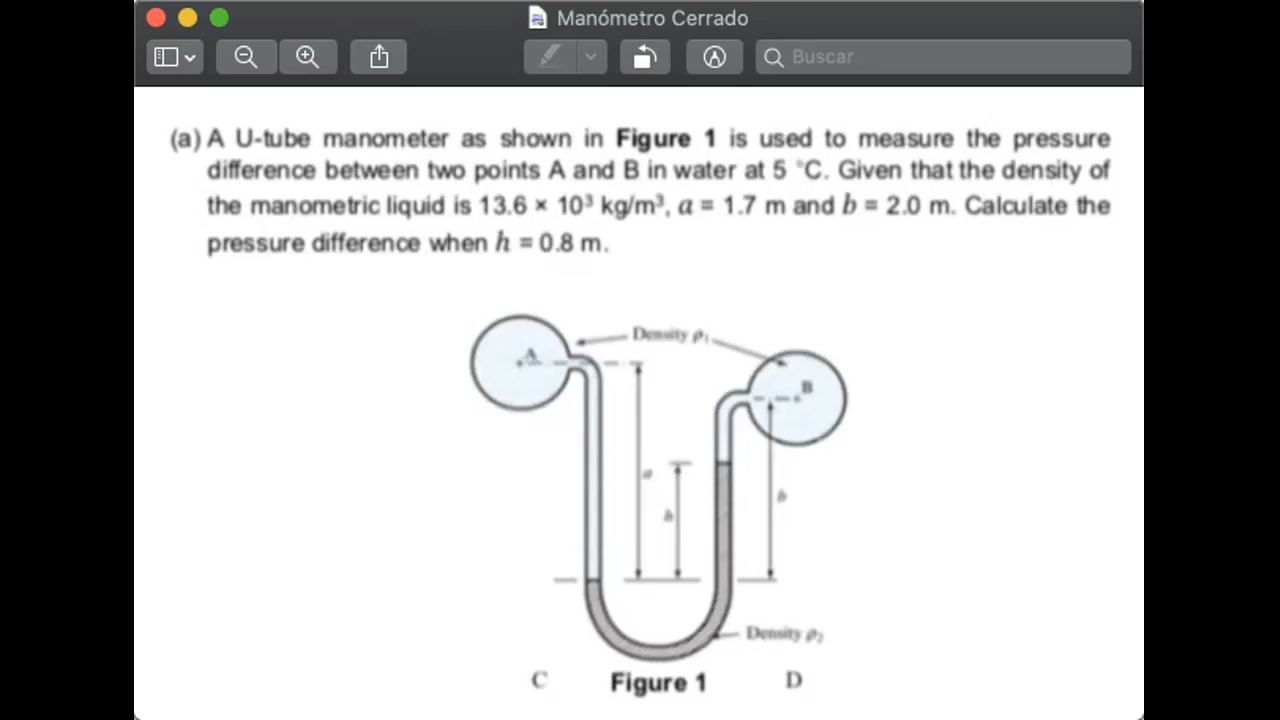 Manómetro Cerrado
Buscar
(a) A U-tube manometer as shown in Figure 1 is used to measure the pressure
difference between two points A and B in water at 5 °C. Given that the density of
the manometric liquid is 13.6 × 10³ kg/m³, a = 1.7 m and b = 2.0 m. Calculate the
pressure difference when h = 0.8 m.
Density ρ₁
A
B
a
h
b
Density ρ₂
C
Figure 1
D